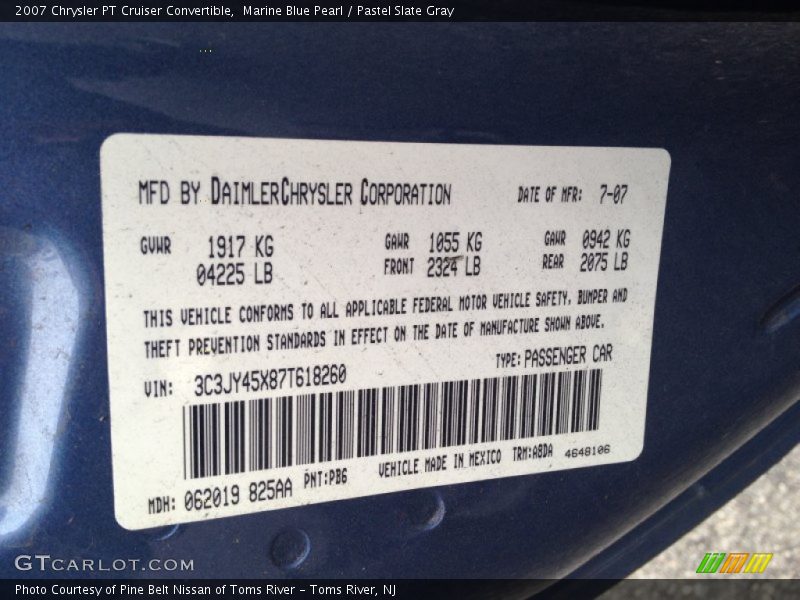 2007 Chrysler PT Cruiser Convertible, Marine Blue Pearl / Pastel Slate Gray
MFD BY DAIMLERCHRYSLER CORPORATION DATE OF MFR: 7-07
GVWR 1917 KG GAWR 1055 KG GAWR 0942 KG
04225 LB FRONT 2324 LB REAR 2075 LB
THIS VEHICLE CONFORMS TO ALL APPLICABLE FEDERAL MOTOR VEHICLE SAFETY, BUMPER AND
THEFT PREVENTION STANDARDS IN EFFECT ON THE DATE OF MANUFACTURE SHOWN ABOVE.
VIN: 3C3JY45X87T618260 TYPE: PASSENGER CAR
MDH: 062019 825AA PNT: PB6 VEHICLE MADE IN MEXICO TRM: A8DA 4648106
GTCARLOT.COM
Photo Courtesy of Pine Belt Nissan of Toms River – Toms River, NJ